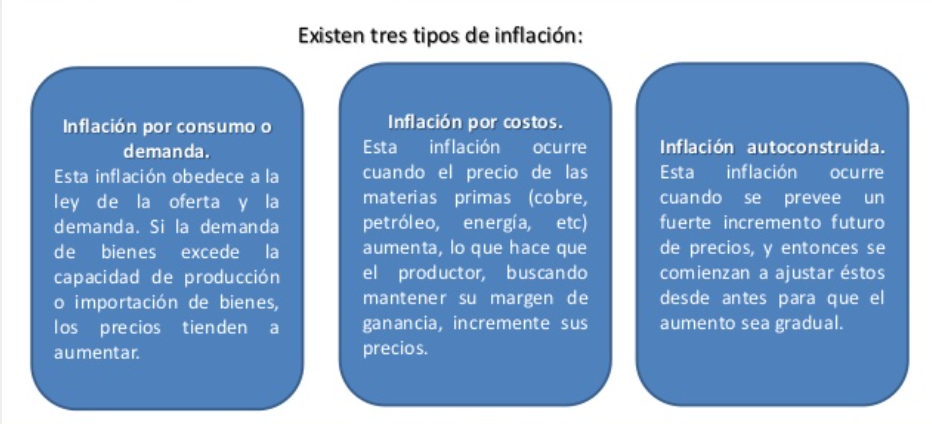 Existen tres tipos de inflación:
Inflación por consumo o
demanda.
Esta inflación obedece a la
ley de la oferta y la
demanda. Si la demanda
de bienes excede la
capacidad de producción
o importación de bienes,
los precios tienden a
aumentar.
Inflación por costos.
Esta inflación ocurre
cuando el precio de las
materias primas (cobre,
petróleo, energía, etc)
aumenta, lo que hace que
el productor, buscando
mantener su margen de
ganancia, incremente sus
precios.
Inflación autoconstruida.
Esta inflación ocurre
cuando se prevee un
fuerte incremento futuro
de precios, y entonces se
comienzan a ajustar éstos
desde antes para que el
aumento sea gradual.